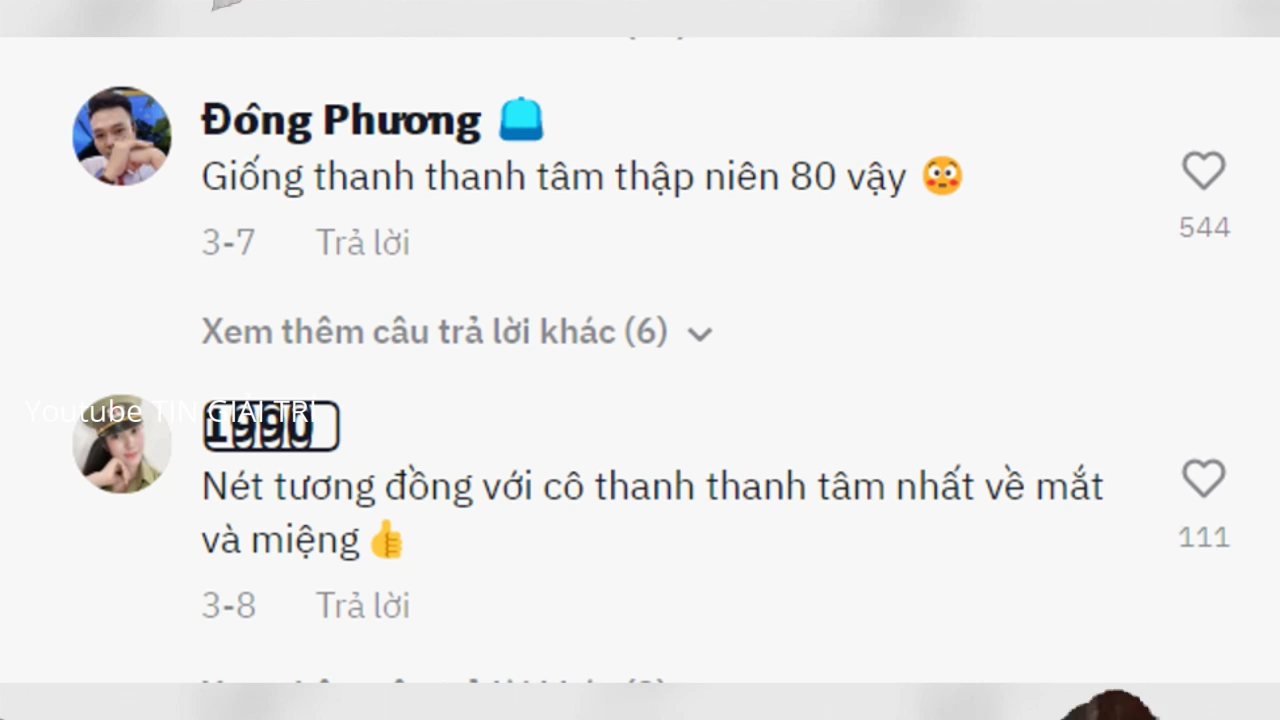 Đông Phương
Giống thanh thanh tâm thập niên 80 vậy 😳
544
3-7 Trả lời
Xem thêm câu trả lời khác (6)
Youtube TIN GIAI TRI
1990
Nét tương đồng với cô thanh thanh tâm nhất về mắt
và miệng 👍
111
3-8 Trả lời